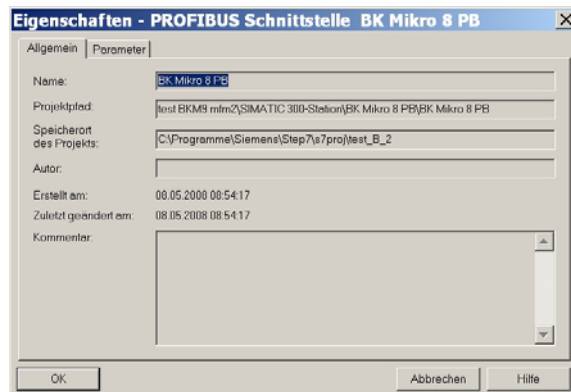 Eigenschaften - PROFIBUS Schnittstelle BK Mikro 8 PB
Allgemein Parameter
Name: BK Mikro 8 PB
Projektpfad: test BKM9 mfm2\SIMATIC 300-Station\BK Mikro 8 PB\BK Mikro 8 PB
Speicherort
des Projekts: C:\Programme\Siemens\Step7\s7proj\test_B_2
Autor:
Erstellt am: 08.05.2008 08:54:17
Zuletzt geändert am: 08.05.2008 08:54:17
Kommentar:
OK Abbrechen Hilfe